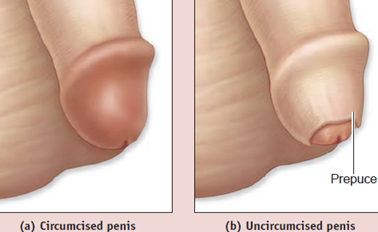 Prepuce
(a) Circumcised penis
(b) Uncircumcised penis